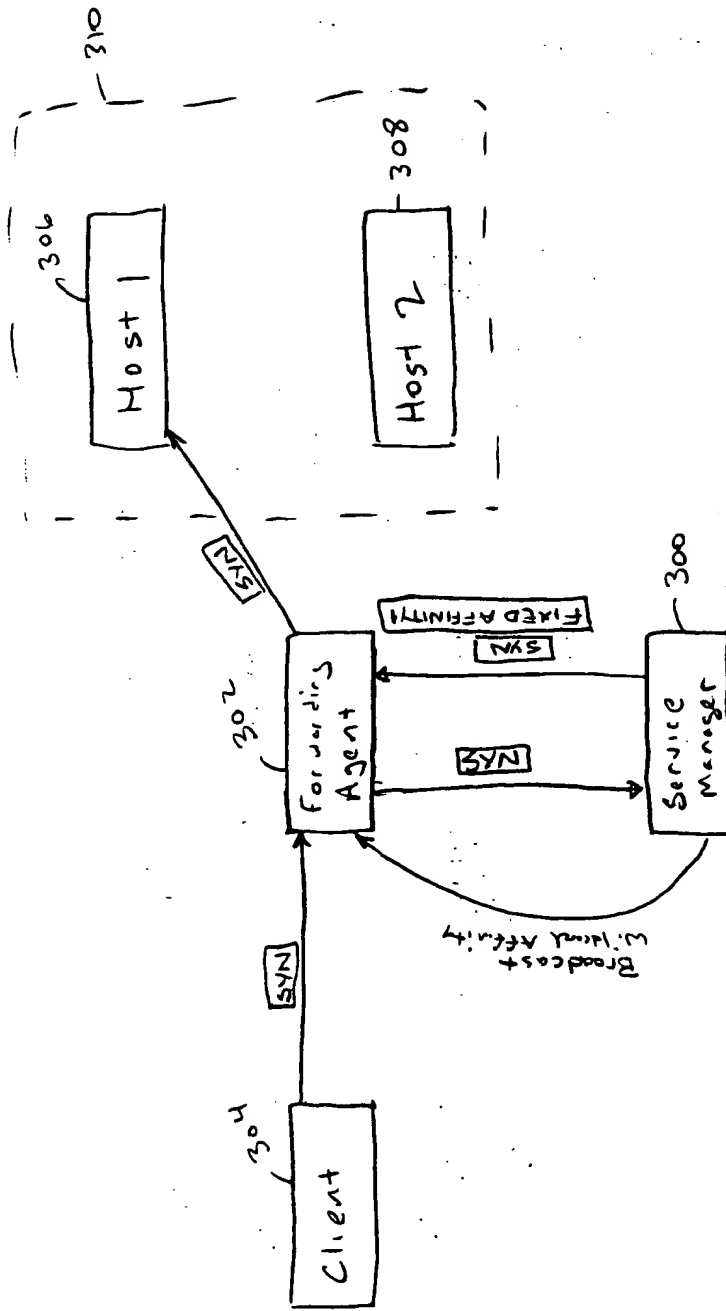 310
306
Host 1
308
Host 2
SYN
302
Forwarding
Agent
FIXED AFFINITY
SYN
SYN
300
Service
Manager
Broadcast
Wildcard Affinity
SYN
304
Client